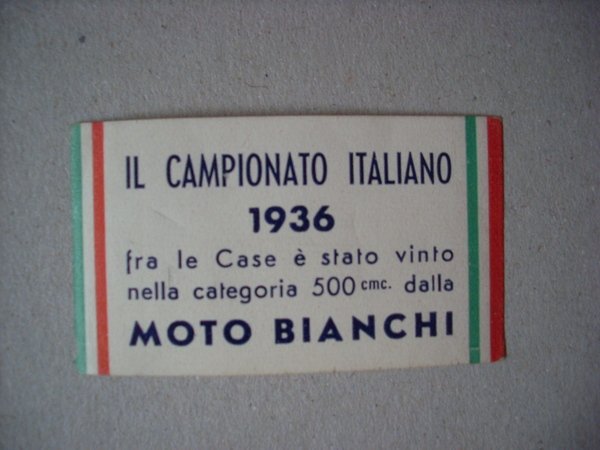 IL CAMPIONATO ITALIANO
1936
fra le Case è stato vinto
nella categoria 500 cmc. dalla
MOTO BIANCHI